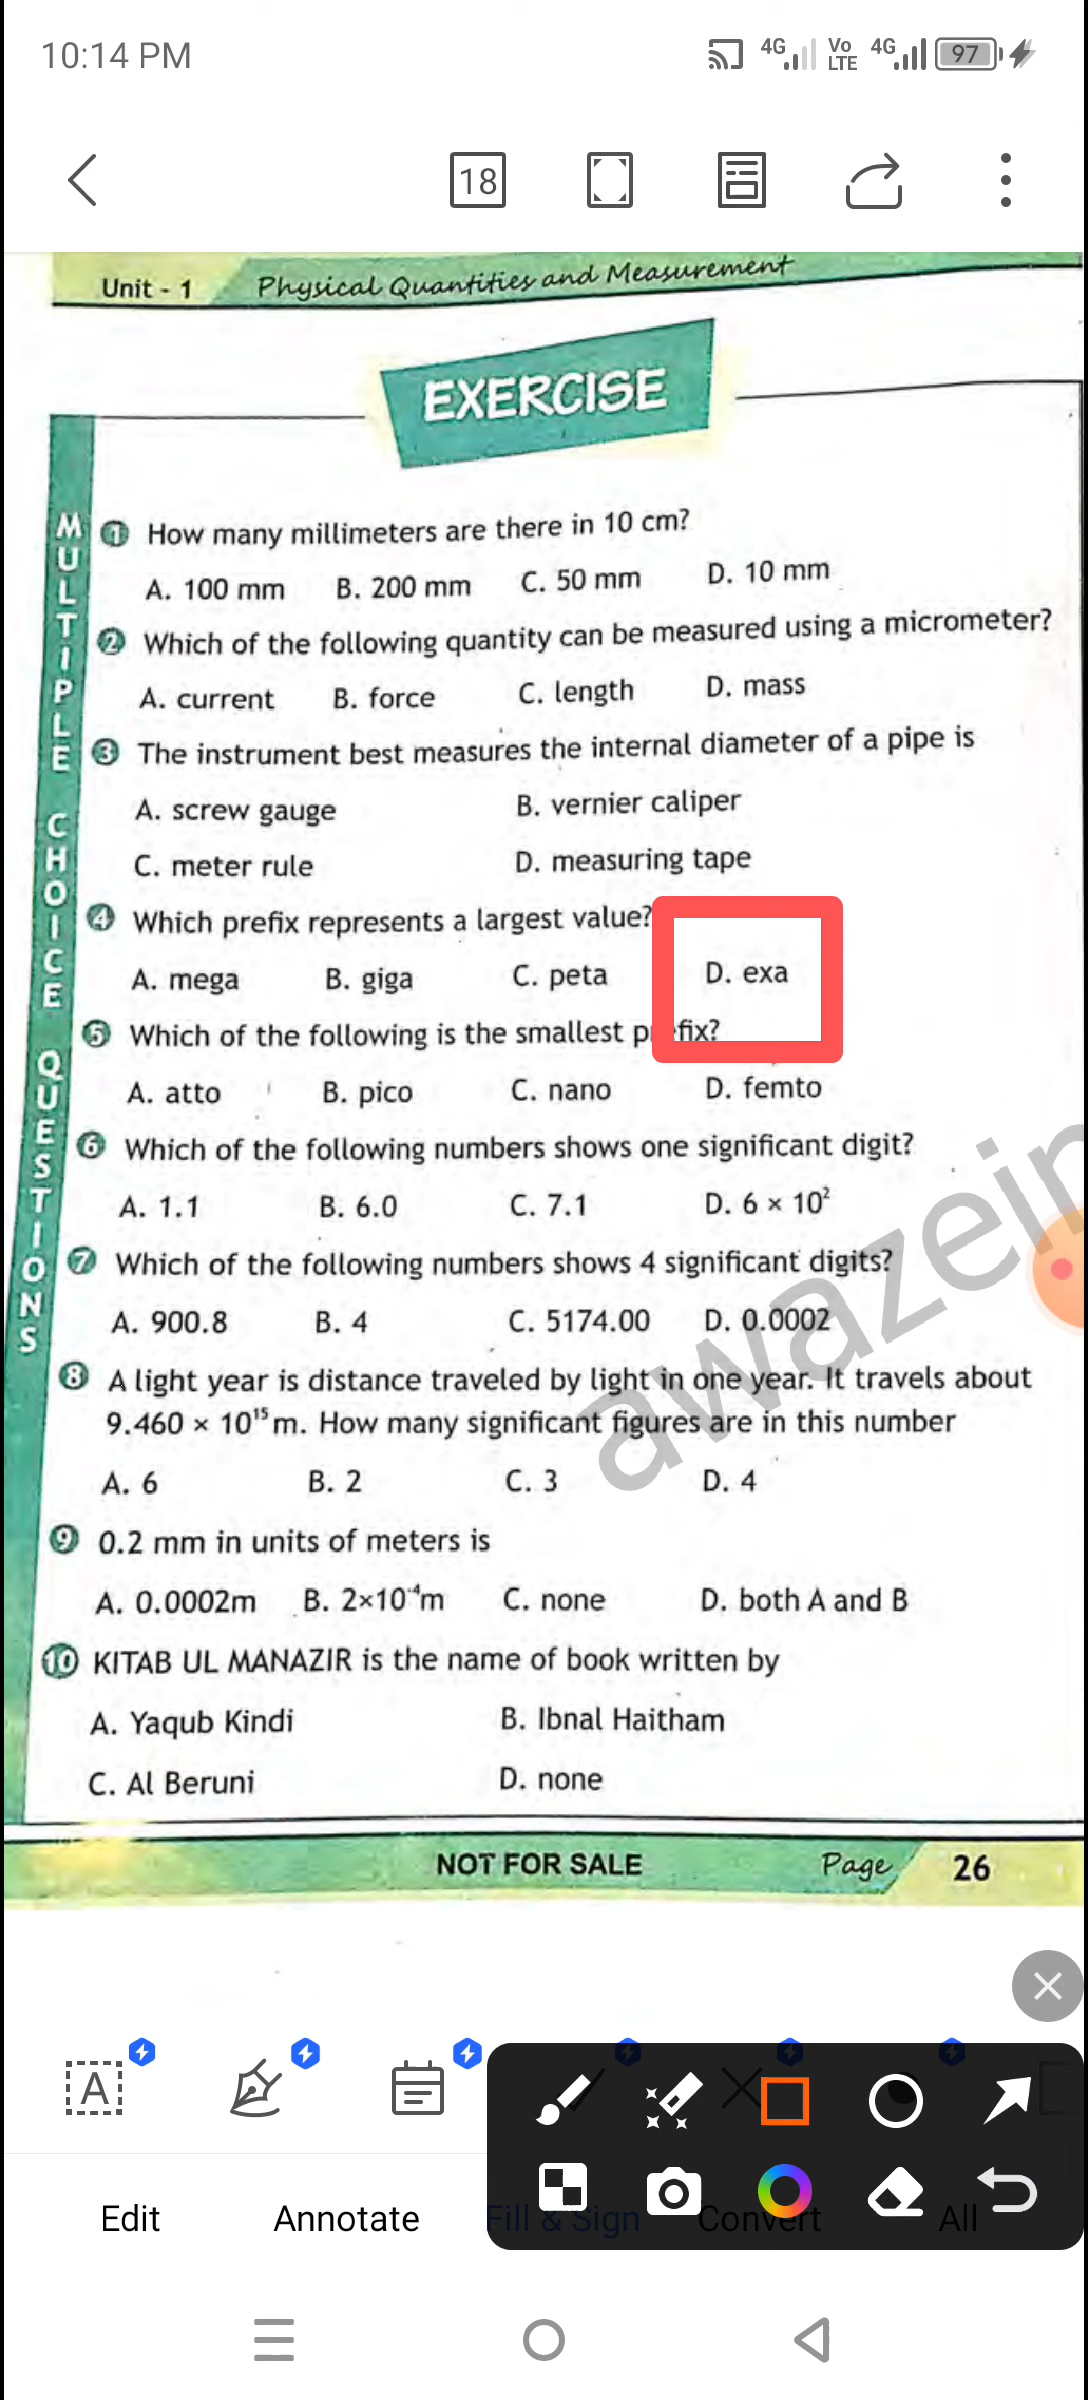 10:14 PM
4G Vo LTE 4G 97
18
Unit - 1 Physical Quantities and Measurement
EXERCISE
MULTIPLE CHOICE QUESTIONS
1 How many millimeters are there in 10 cm?
A. 100 mm B. 200 mm C. 50 mm D. 10 mm
2 Which of the following quantity can be measured using a micrometer?
A. current B. force C. length D. mass
3 The instrument best measures the internal diameter of a pipe is
A. screw gauge B. vernier caliper
C. meter rule D. measuring tape
4 Which prefix represents a largest value?
A. mega B. giga C. peta D. exa
5 Which of the following is the smallest prefix?
A. atto B. pico C. nano D. femto
6 Which of the following numbers shows one significant digit?
A. 1.1 B. 6.0 C. 7.1 D. 6 × 10²
7 Which of the following numbers shows 4 significant digits?
A. 900.8 B. 4 C. 5174.00 D. 0.0002
8 A light year is distance traveled by light in one year. It travels about
9.460 × 10¹⁵ m. How many significant figures are in this number
A. 6 B. 2 C. 3 D. 4
9 0.2 mm in units of meters is
A. 0.0002m B. 2×10⁻⁴m C. none D. both A and B
10 KITAB UL MANAZIR is the name of book written by
A. Yaqub Kindi B. Ibnal Haitham
C. Al Beruni D. none
NOT FOR SALE Page 26
A
Edit Annotate Fill & Sign Convert All